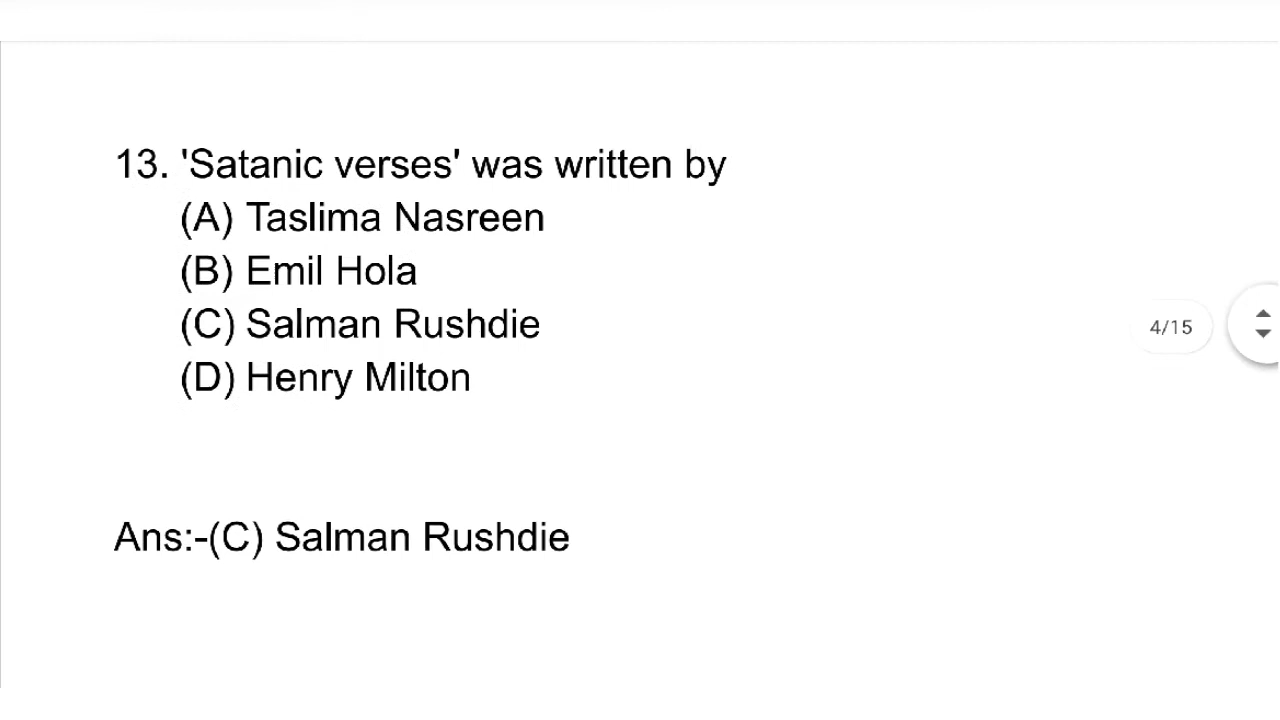 13. 'Satanic verses' was written by
(A) Taslima Nasreen
(B) Emil Hola
(C) Salman Rushdie
4/15
(D) Henry Milton
Ans:-(C) Salman Rushdie